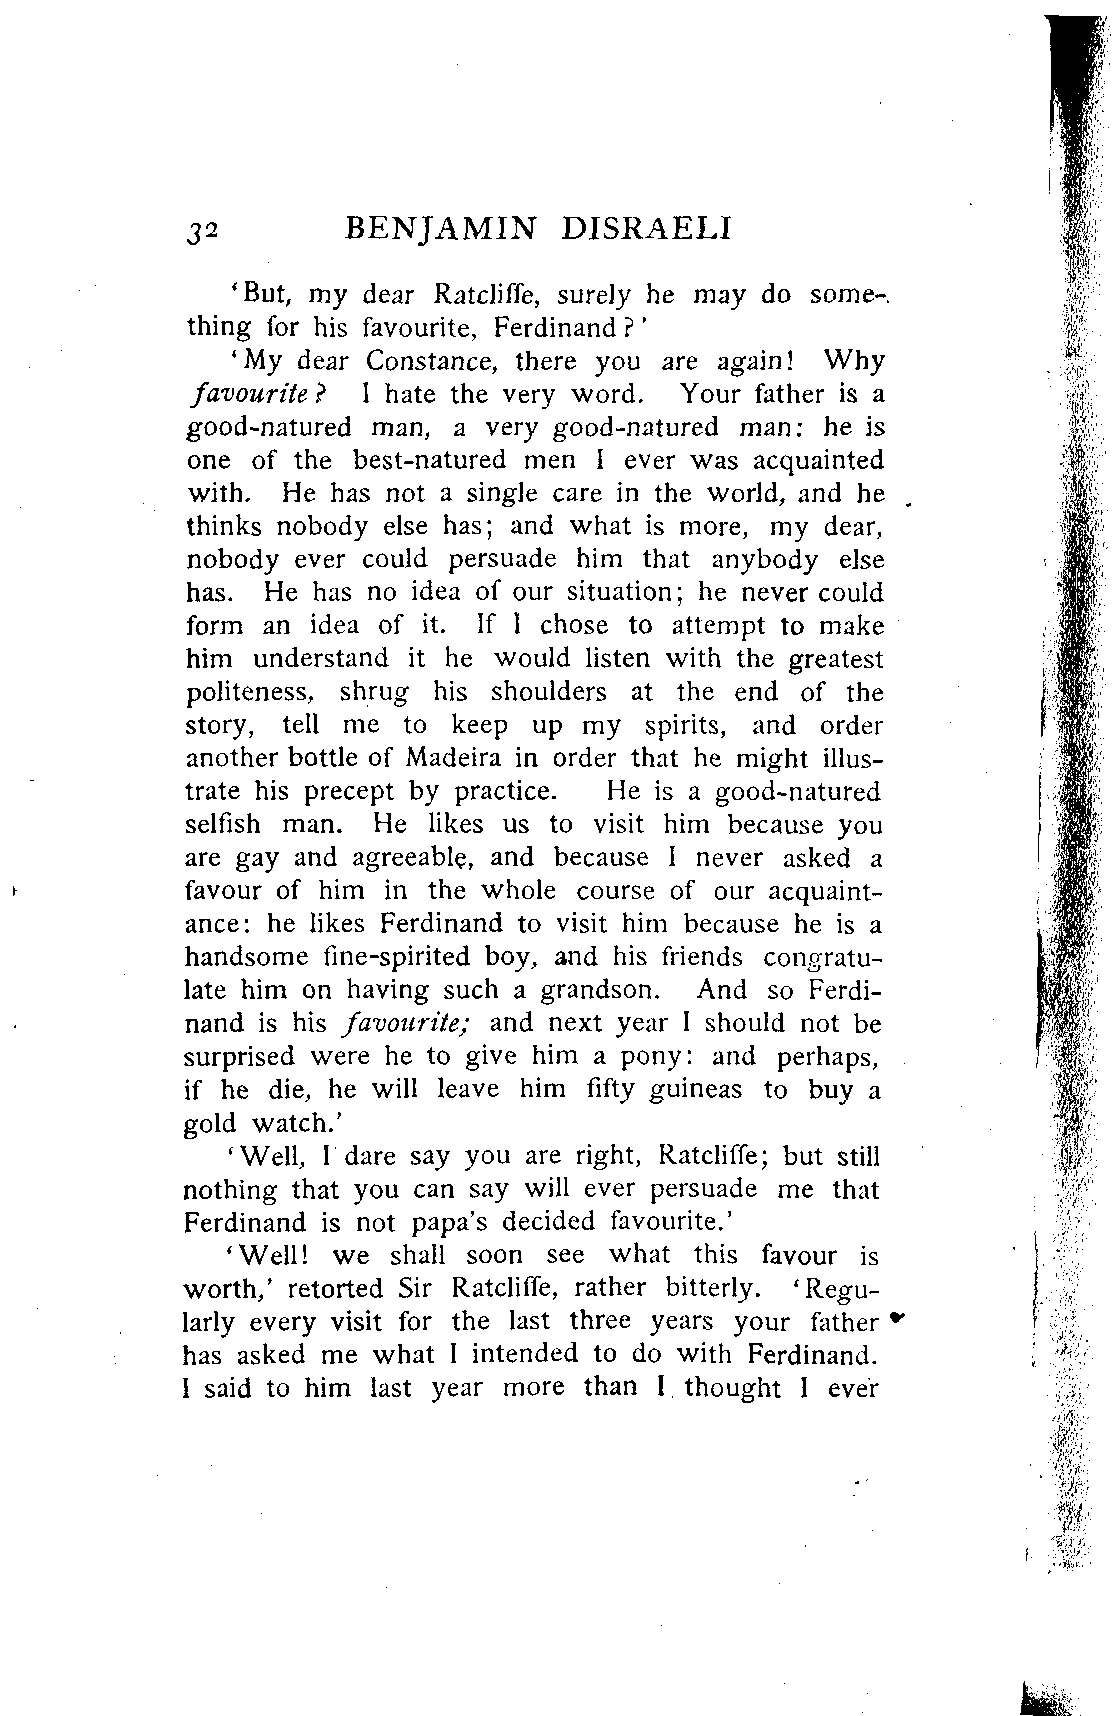 32 BENJAMIN DISRAELI
‘But, my dear Ratcliffe, surely he may do some-
thing for his favourite, Ferdinand?’
‘My dear Constance, there you are again! Why
favourite? I hate the very word. Your father is a
good-natured man, a very good-natured man: he is
one of the best-natured men I ever was acquainted
with. He has not a single care in the world, and he
thinks nobody else has; and what is more, my dear,
nobody ever could persuade him that anybody else
has. He has no idea of our situation; he never could
form an idea of it. If I chose to attempt to make
him understand it he would listen with the greatest
politeness, shrug his shoulders at the end of the
story, tell me to keep up my spirits, and order
another bottle of Madeira in order that he might illus-
trate his precept by practice. He is a good-natured
selfish man. He likes us to visit him because you
are gay and agreeable, and because I never asked a
favour of him in the whole course of our acquaint-
ance: he likes Ferdinand to visit him because he is a
handsome fine-spirited boy, and his friends congratu-
late him on having such a grandson. And so Ferdi-
nand is his favourite; and next year I should not be
surprised were he to give him a pony: and perhaps,
if he die, he will leave him fifty guineas to buy a
gold watch.’
‘Well, I dare say you are right, Ratcliffe; but still
nothing that you can say will ever persuade me that
Ferdinand is not papa’s decided favourite.’
‘Well! we shall soon see what this favour is
worth,’ retorted Sir Ratcliffe, rather bitterly. ‘Regu-
larly every visit for the last three years your father
has asked me what I intended to do with Ferdinand.
I said to him last year more than I thought I ever